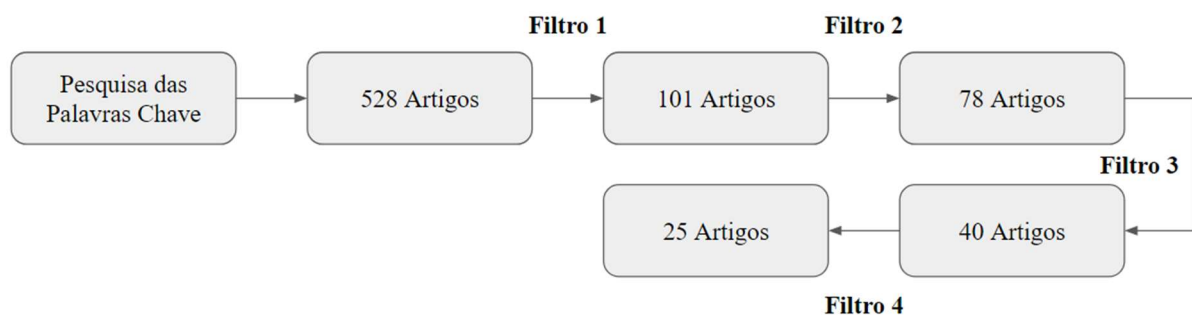 Filtro 1
Filtro 2
Pesquisa das
Palavras Chave
528 Artigos
101 Artigos
78 Artigos
Filtro 3
25 Artigos
40 Artigos
Filtro 4